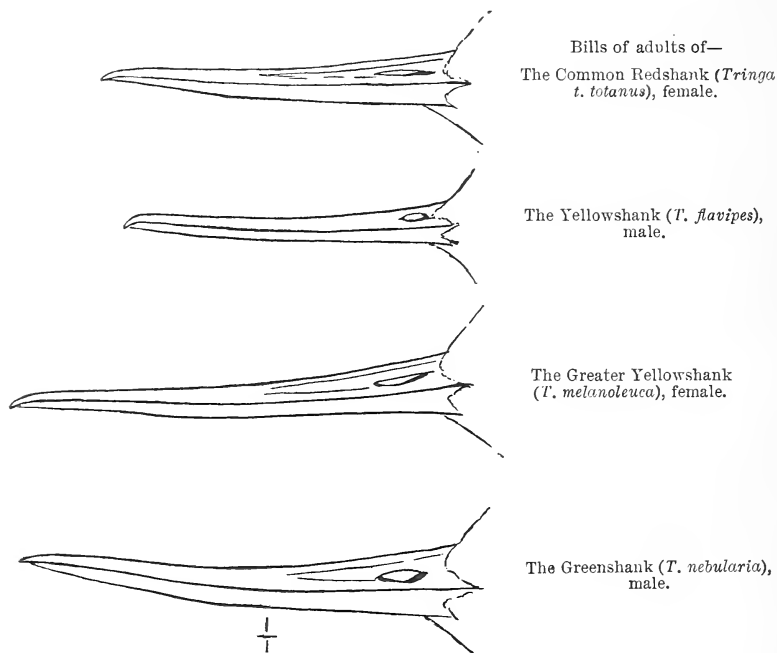 Bills of adults of—
The Common Redshank (Tringa
t. totanus), female.
The Yellowshank (T. flavipes),
male.
The Greater Yellowshank
(T. melanoleuca), female.
The Greenshank (T. nebularia),
male.